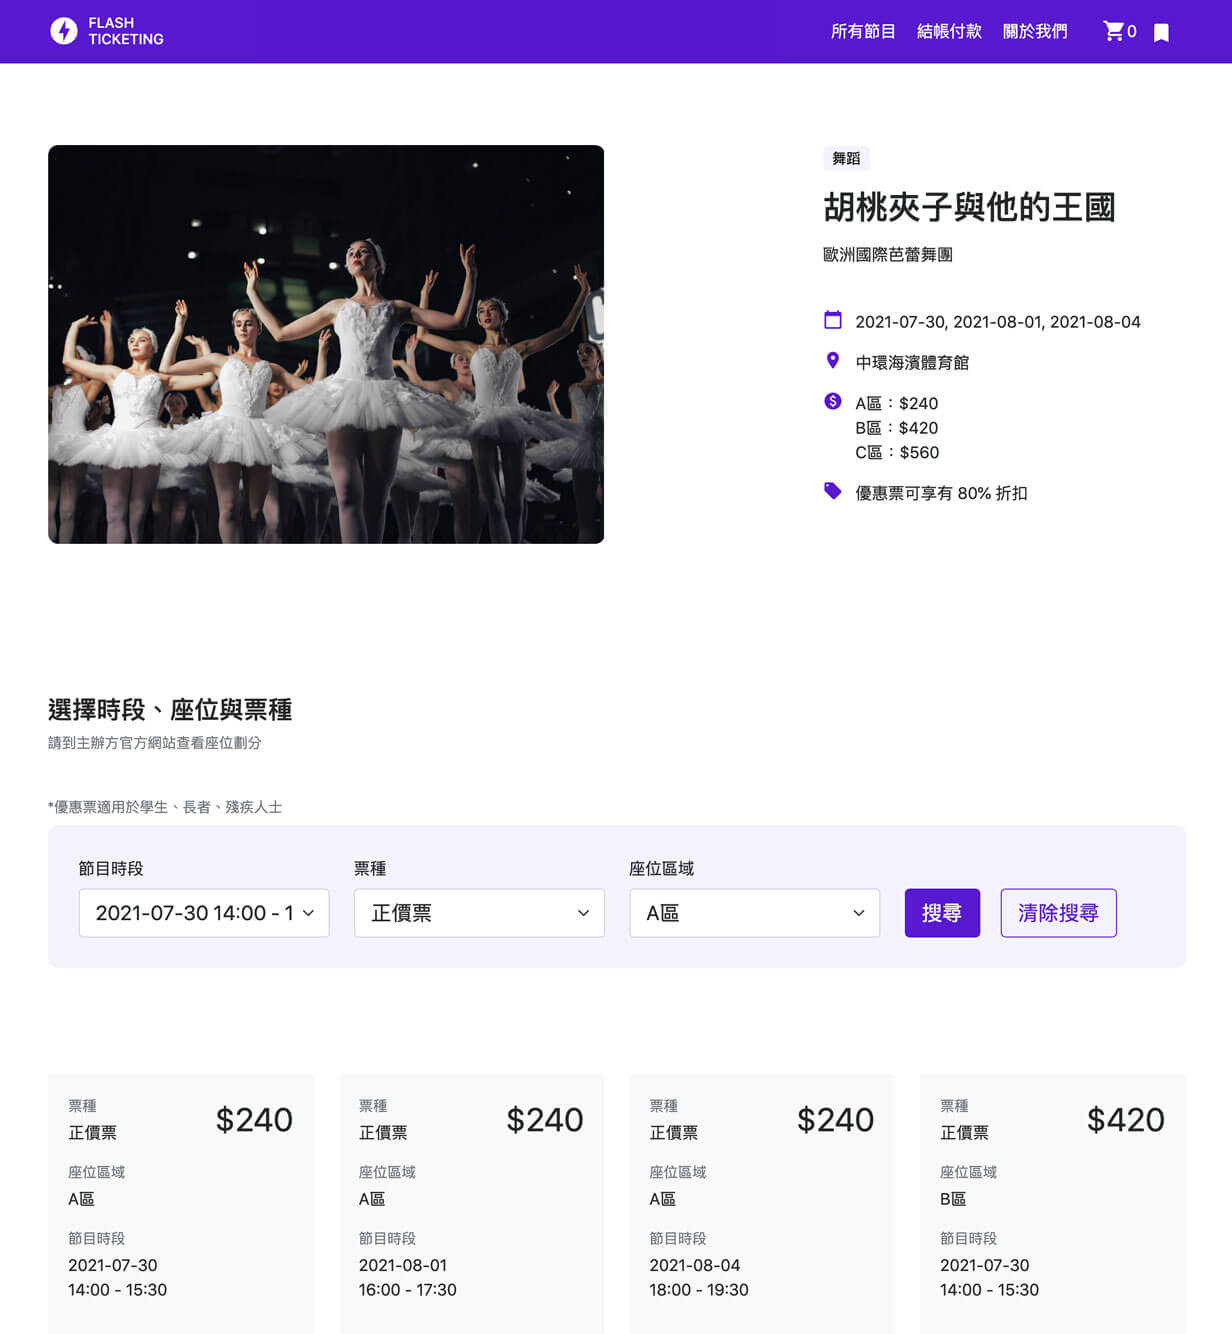 FLASH
TICKETING
所有節目 結帳付款 關於我們 0
舞蹈
胡桃夾子與他的王國
歐洲國際芭蕾舞團
2021-07-30, 2021-08-01, 2021-08-04
中環海濱體育館
A區：$240
B區：$420
C區：$560
優惠票可享有 80% 折扣
選擇時段、座位與票種
請到主辦方官方網站查看座位劃分
*優惠票適用於學生、長者、殘疾人士
節目時段 票種 座位區域
2021-07-30 14:00 - 1 正價票 A區 搜尋 清除搜尋
票種
正價票
$240
座位區域
A區
節目時段
2021-07-30
14:00 - 15:30
票種
正價票
$240
座位區域
A區
節目時段
2021-08-01
16:00 - 17:30
票種
正價票
$240
座位區域
A區
節目時段
2021-08-04
18:00 - 19:30
票種
正價票
$420
座位區域
B區
節目時段
2021-07-30
14:00 - 15:30